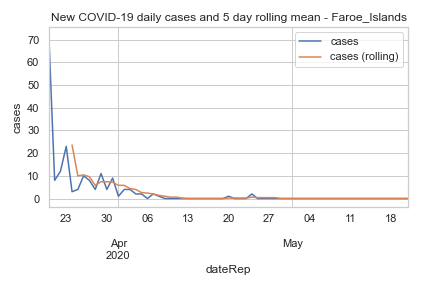 New COVID-19 daily cases and 5 day rolling mean - Faroe_Islands
cases
cases (rolling)
70
60
50
40
30
20
10
0
cases
23 30 06 13 20 27 04 11 18
Apr May
2020
dateRep